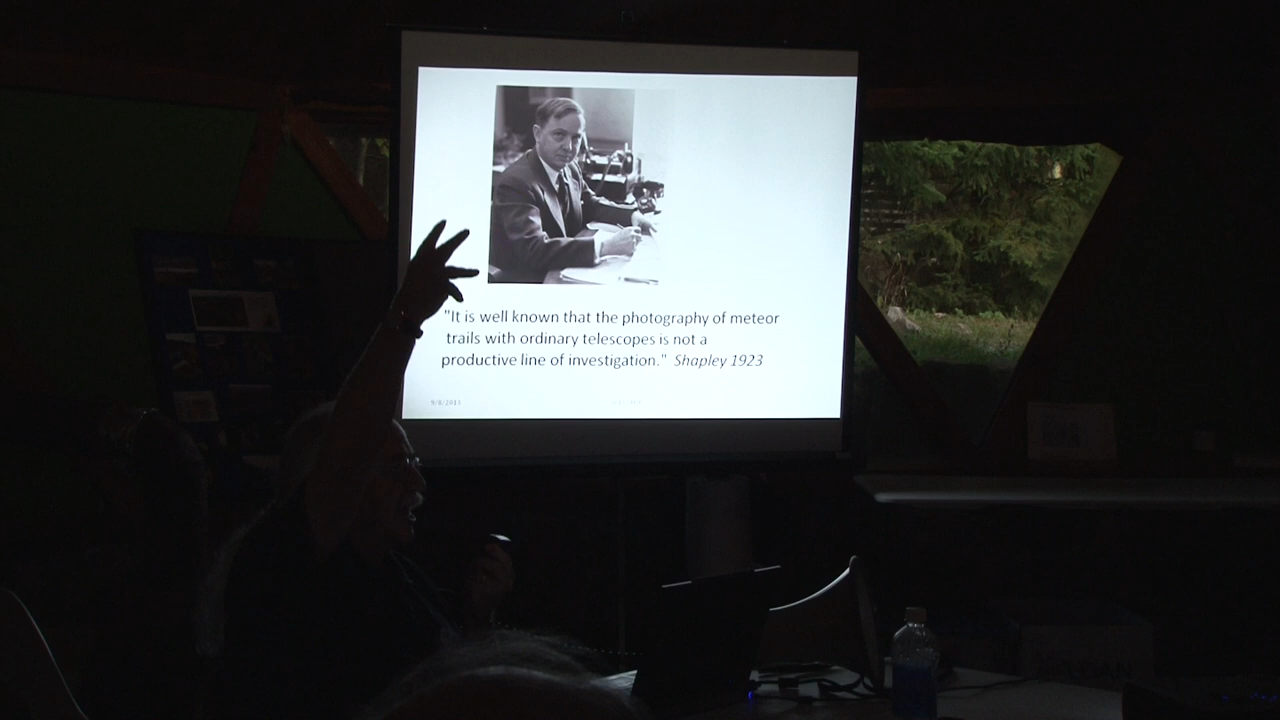 "It is well known that the photography of meteor
trails with ordinary telescopes is not a
productive line of investigation." Shapley 1923